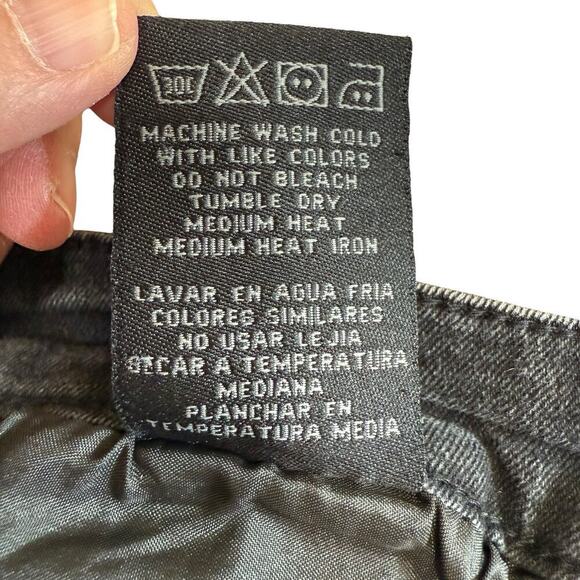 30C
MACHINE WASH COLD
WITH LIKE COLORS
DO NOT BLEACH
TUMBLE DRY
MEDIUM HEAT
MEDIUM HEAT IRON
LAVAR EN AGUA FRIA
COLORES SIMILARES
NO USAR LEJIA
SECAR A TEMPERATURA
MEDIANA
PLANCHAR EN
TEMPERATURA MEDIA